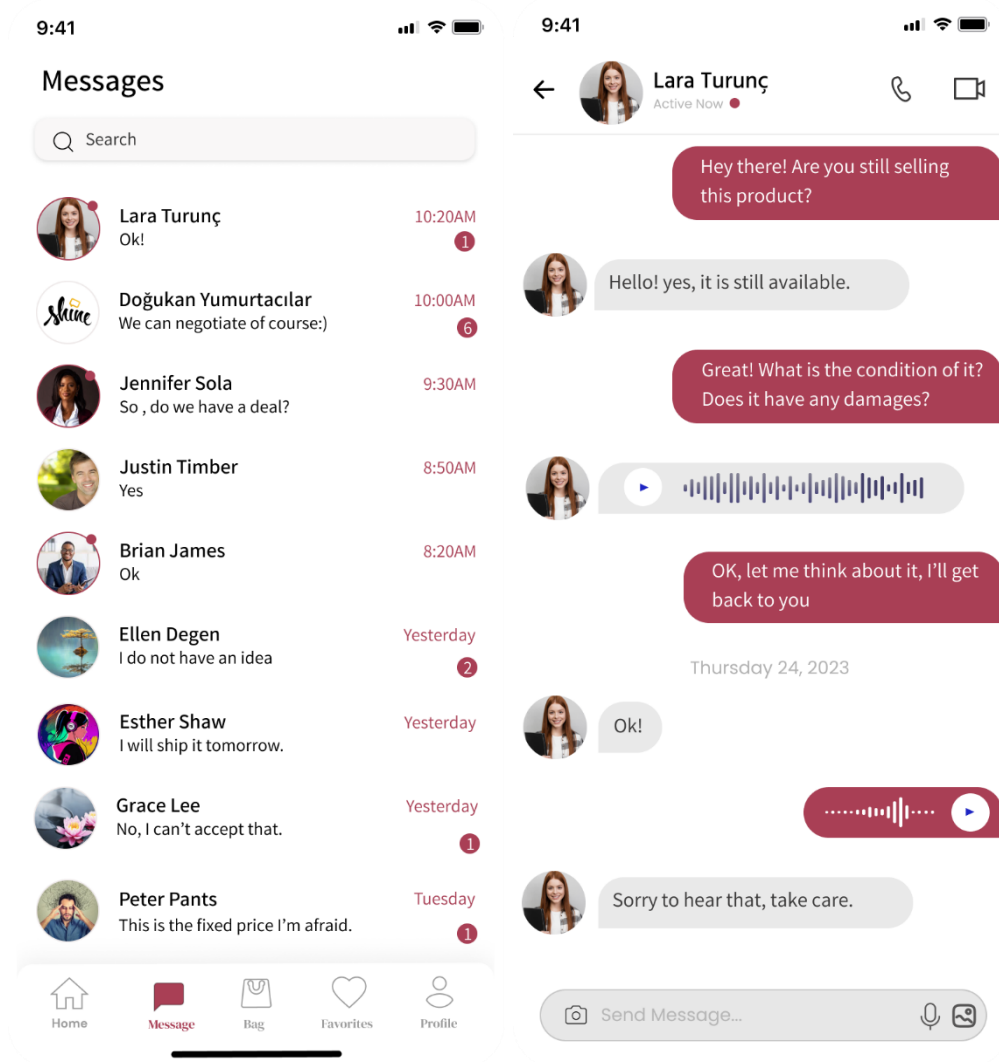 9:41
Messages
Search
Lara Turunç
10:20AM
Ok!
1
shine
Doğukan Yumurtacılar
10:00AM
We can negotiate of course:)
6
Jennifer Sola
9:30AM
So , do we have a deal?
Justin Timber
8:50AM
Yes
Brian James
8:20AM
Ok
Ellen Degen
Yesterday
I do not have an idea
2
Esther Shaw
Yesterday
I will ship it tomorrow.
Grace Lee
Yesterday
No, I can’t accept that.
1
Peter Pants
Tuesday
This is the fixed price I’m afraid.
1
Home
Message
Bag
Favorites
Profile
9:41
Lara Turunç
Active Now
Hey there! Are you still selling
this product?
Hello! yes, it is still available.
Great! What is the condition of it?
Does it have any damages?
OK, let me think about it, I’ll get
back to you
Thursday 24, 2023
Ok!
Sorry to hear that, take care.
Send Message...